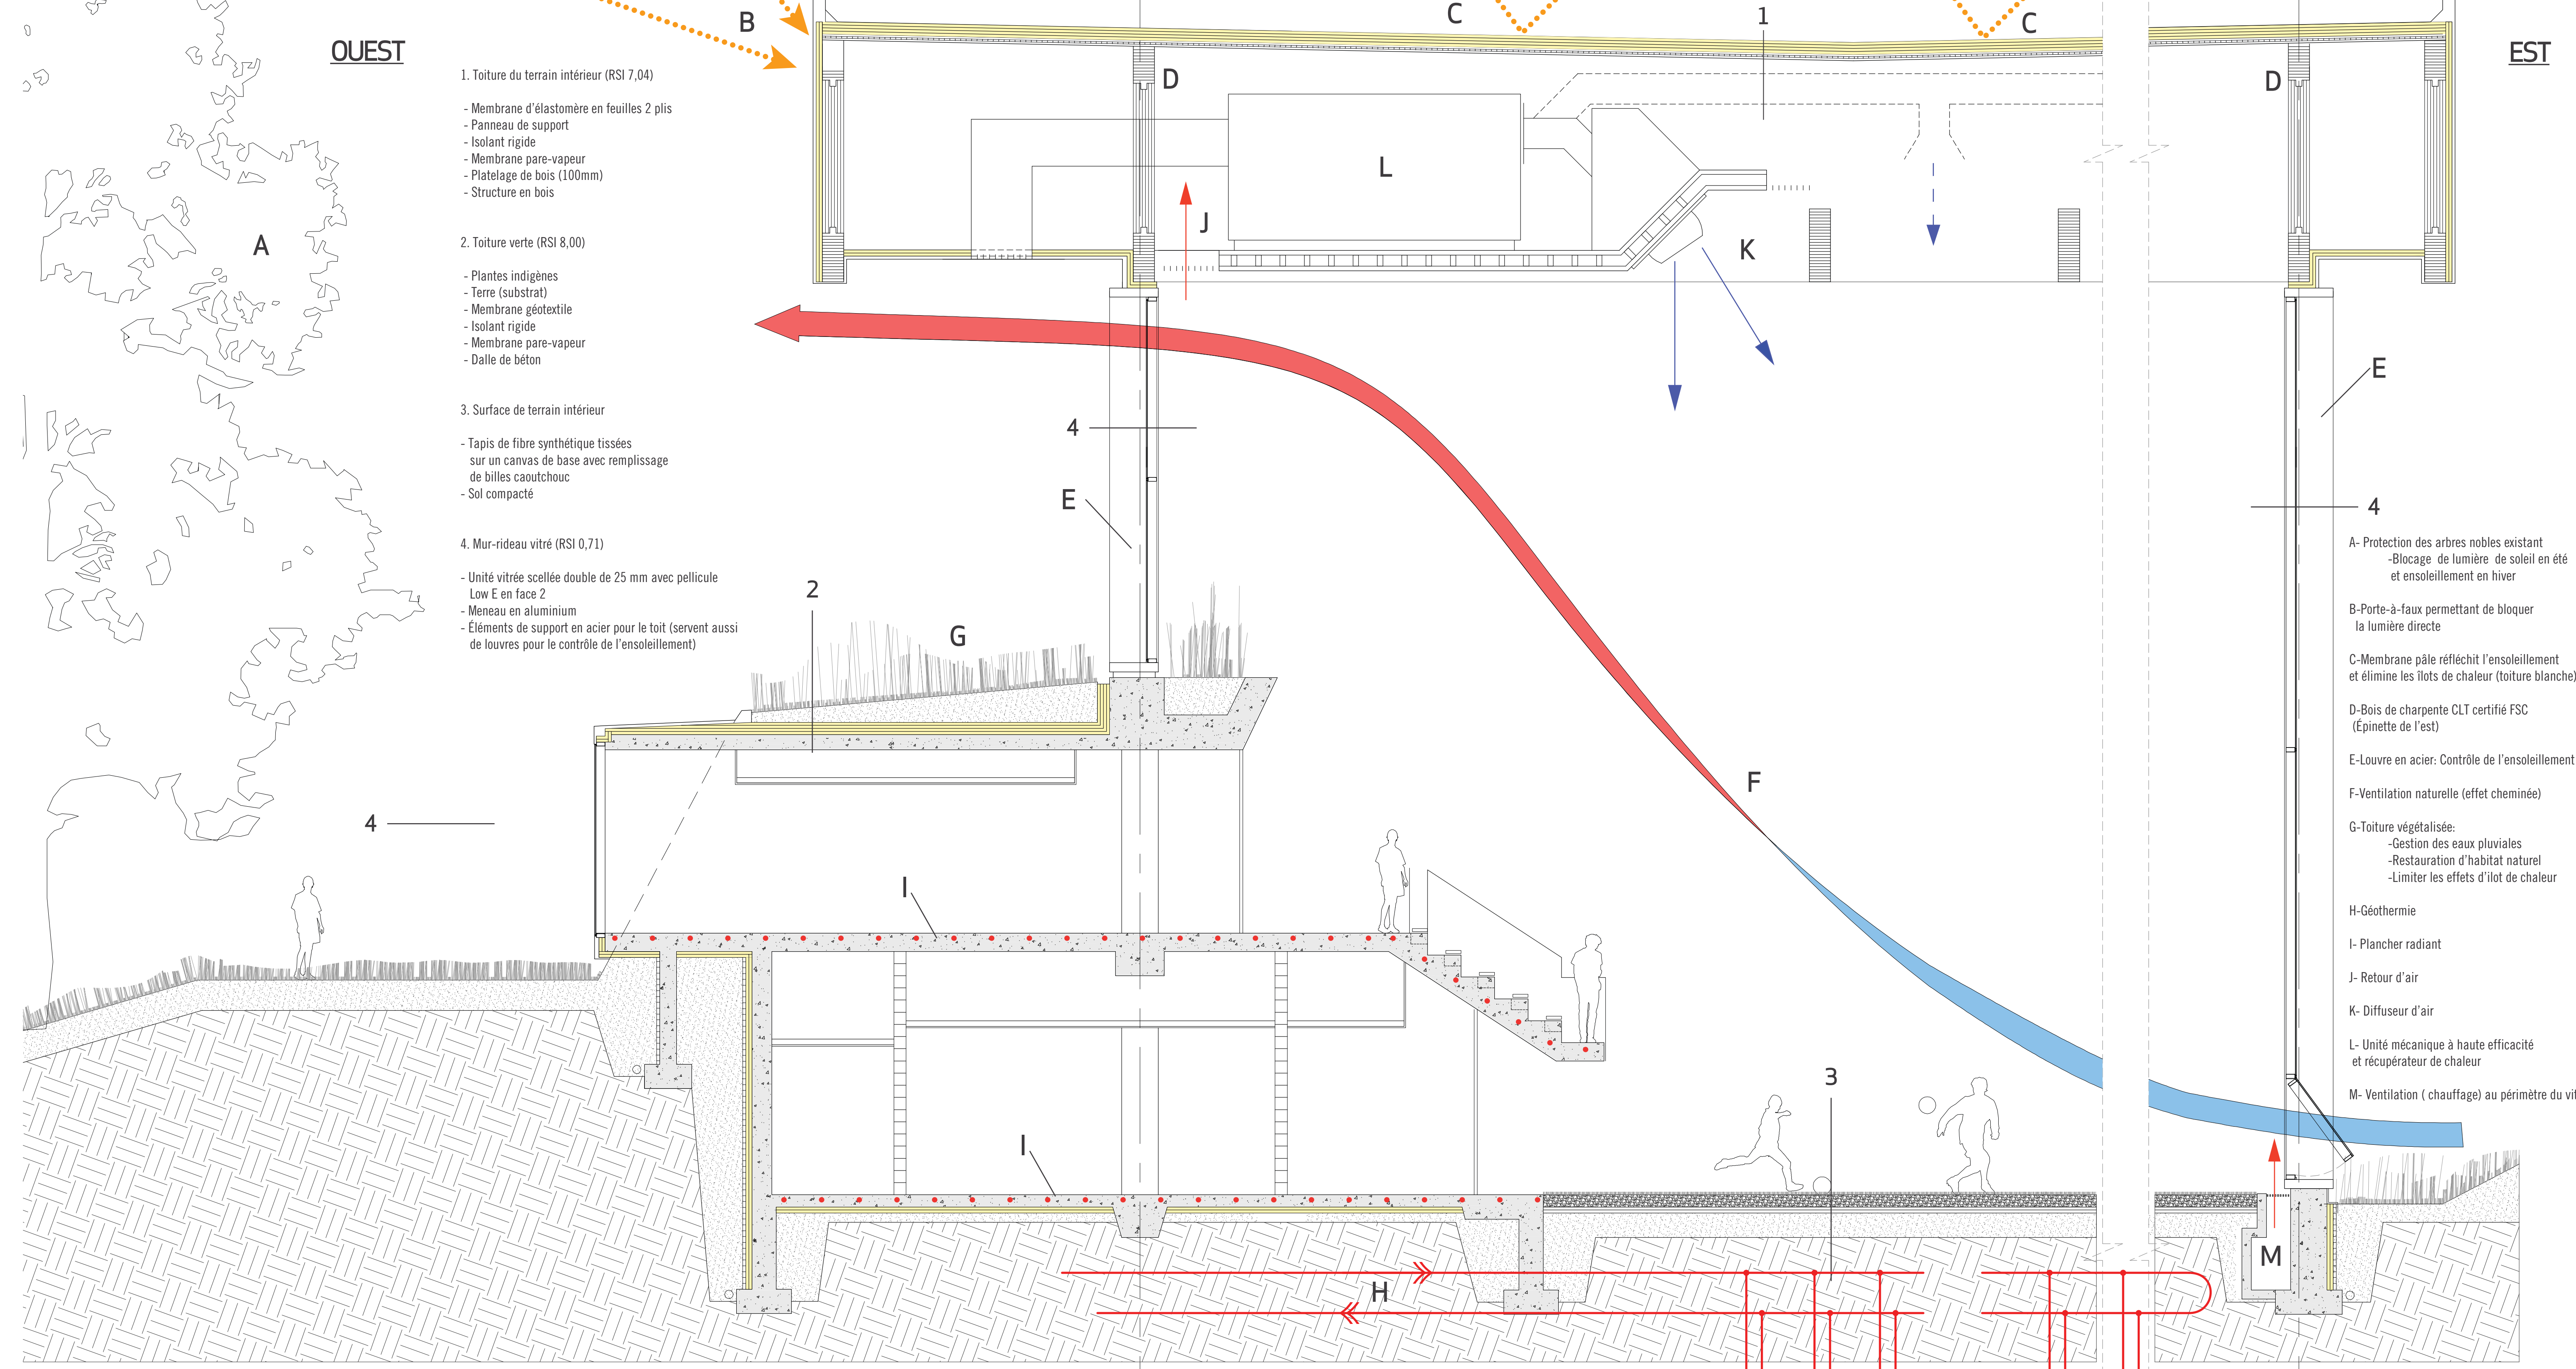 OUEST
EST
B
C
1
C
D
D
1. Toiture du terrain intérieur (RSI 7,04)
- Membrane d'élastomère en feuilles 2 plis
- Panneau de support
- Isolant rigide
- Membrane pare-vapeur
- Platelage de bois (100mm)
- Structure en bois
2. Toiture verte (RSI 8,00)
- Plantes indigènes
- Terre (substrat)
- Membrane géotextile
- Isolant rigide
- Membrane pare-vapeur
- Dalle de béton
3. Surface de terrain intérieur
- Tapis de fibre synthétique tissées
sur un canvas de base avec remplissage
de billes caoutchouc
- Sol compacté
4. Mur-rideau vitré (RSI 0,71)
- Unité vitrée scellée double de 25 mm avec pellicule
Low E en face 2
- Meneau en aluminium
- Éléments de support en acier pour le toit (servent aussi
de louvres pour le contrôle de l'ensoleillement)
A
L
J
K
E
4
E
4
2
G
F
4
I
I
3
H
M
A- Protection des arbres nobles existant
-Blocage de lumière de soleil en été
et ensoleillement en hiver
B-Porte-à-faux permettant de bloquer
la lumière directe
C-Membrane pâle réfléchit l'ensoleillement
et élimine les îlots de chaleur (toiture blanche)
D-Bois de charpente CLT certifié FSC
(Épinette de l'est)
E-Louvre en acier: Contrôle de l'ensoleillement
F-Ventilation naturelle (effet cheminée)
G-Toiture végétalisée:
-Gestion des eaux pluviales
-Restauration d'habitat naturel
-Limiter les effets d'ilot de chaleur
H-Géothermie
I- Plancher radiant
J- Retour d'air
K- Diffuseur d'air
L- Unité mécanique à haute efficacité
et récupérateur de chaleur
M- Ventilation ( chauffage) au périmètre du